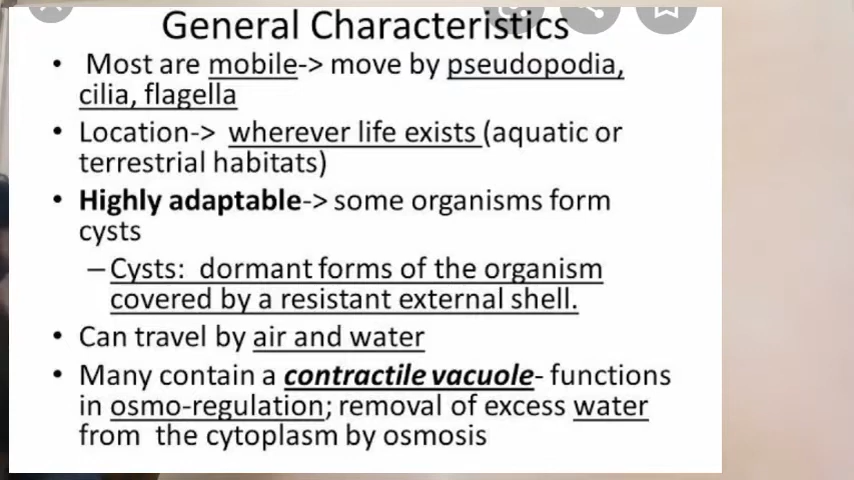 General Characteristics
• Most are mobile-> move by pseudopodia,
cilia, flagella
• Location-> wherever life exists (aquatic or
terrestrial habitats)
• Highly adaptable-> some organisms form
cysts
– Cysts: dormant forms of the organism
covered by a resistant external shell.
• Can travel by air and water
• Many contain a contractile vacuole- functions
in osmo-regulation; removal of excess water
from the cytoplasm by osmosis